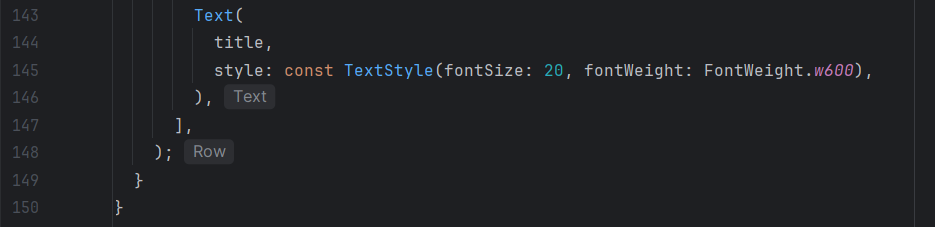 143 Text(
144 title,
145 style: const TextStyle(fontSize: 20, fontWeight: FontWeight.w600),
146 ), Text
147 ],
148 ); Row
149 }
150 }